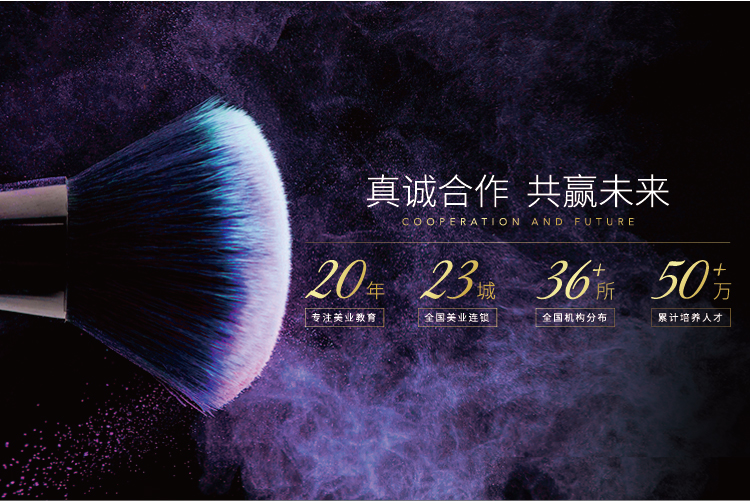 真诚合作 共赢未来
COOPERATION AND FUTURE
20年 23城 36+所 50+万
专注美业教育 全国美业连锁 全国机构分布 累计培养人才